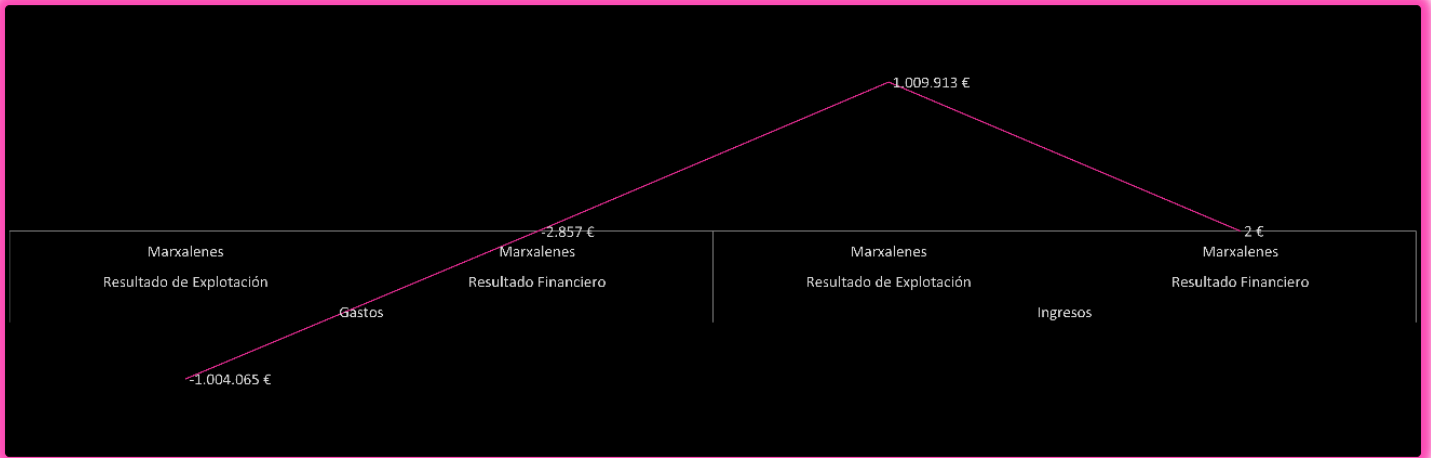 1.009.913 €
-2.857 €
2 €
Marxalenes
Marxalenes
Marxalenes
Marxalenes
Resultado de Explotación
Resultado Financiero
Resultado de Explotación
Resultado Financiero
Gastos
Ingresos
-1.004.065 €